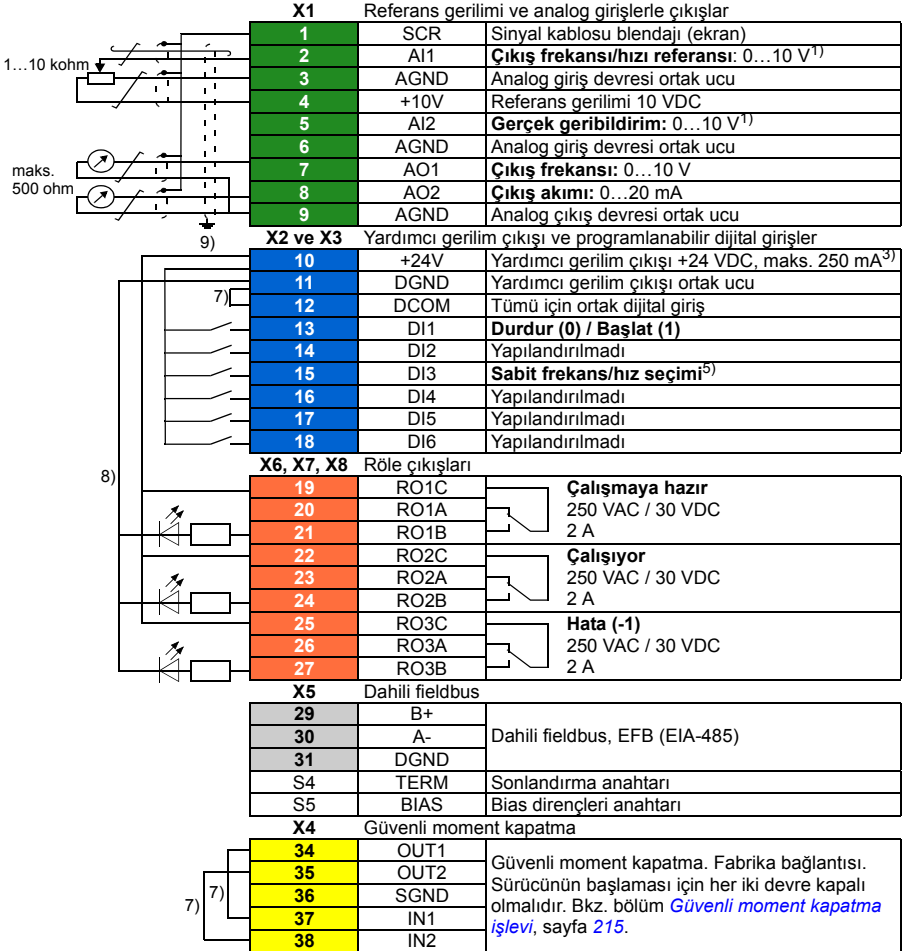 X1 Referans gerilimi ve analog girişlerle çıkışlar
1 SCR Sinyal kablosu blendajı (ekran)
2 AI1 Çıkış frekansı/hızı referansı: 0…10 V1)
1…10 kohm
3 AGND Analog giriş devresi ortak ucu
4 +10V Referans gerilimi 10 VDC
5 AI2 Gerçek geribildirim: 0…10 V1)
6 AGND Analog giriş devresi ortak ucu
maks.
500 ohm
7 AO1 Çıkış frekansı: 0…10 V
8 AO2 Çıkış akımı: 0…20 mA
9 AGND Analog çıkış devresi ortak ucu
9)
X2 ve X3 Yardımcı gerilim çıkışı ve programlanabilir dijital girişler
10 +24V Yardımcı gerilim çıkışı +24 VDC, maks. 250 mA3)
11 DGND Yardımcı gerilim çıkışı ortak ucu
7)
12 DCOM Tümü için ortak dijital giriş
13 DI1 Durdur (0) / Başlat (1)
14 DI2 Yapılandırılmadı
15 DI3 Sabit frekans/hız seçimi5)
16 DI4 Yapılandırılmadı
17 DI5 Yapılandırılmadı
18 DI6 Yapılandırılmadı
X6, X7, X8 Röle çıkışları
8)
19 RO1C Çalışmaya hazır
20 RO1A 250 VAC / 30 VDC
21 RO1B 2 A
22 RO2C Çalışıyor
23 RO2A 250 VAC / 30 VDC
24 RO2B 2 A
25 RO3C Hata (-1)
26 RO3A 250 VAC / 30 VDC
27 RO3B 2 A
X5 Dahili fieldbus
29 B+
30 A- Dahili fieldbus, EFB (EIA-485)
31 DGND
S4 TERM Sonlandırma anahtarı
S5 BIAS Bias dirençleri anahtarı
X4 Güvenli moment kapatma
34 OUT1
35 OUT2
36 SGND
37 IN1
38 IN2
Güvenli moment kapatma. Fabrika bağlantısı.
Sürücünün başlaması için her iki devre kapalı
olmalıdır. Bkz. bölüm Güvenli moment kapatma
işlevi, sayfa 215.
7)
7)